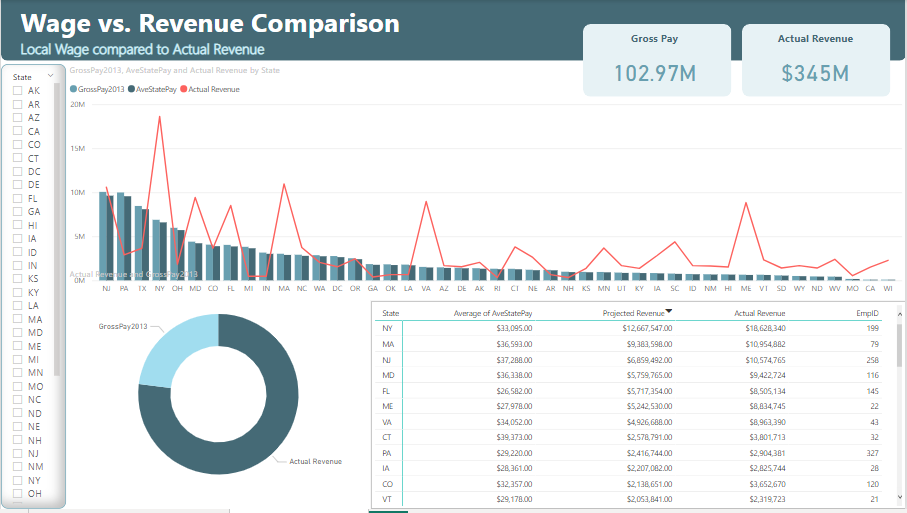 Wage vs. Revenue Comparison
Local Wage compared to Actual Revenue
Gross Pay
102.97M
Actual Revenue
$345M
State
AK
AR
AZ
CA
CO
CT
DC
DE
FL
GA
HI
IA
ID
IN
KS
KY
LA
MA
MD
ME
MI
MN
MO
NC
ND
NE
NH
NJ
NM
NY
OH
GrossPay2013, AveStatePay and Actual Revenue by State
GrossPay2013 AveStatePay Actual Revenue
20M
15M
10M
5M
0M
NJ PA TX NY OH MD CO FL MI IN MA NC WA DC OR GA OK LA VA AZ DE AK RI CT NE AR NH KS MN UT KY IA SC ID NM HI ME VT SD WY ND WV MO CA WI
Actual Revenue and GrossPay2013
GrossPay2013
Actual Revenue
State Average of AveStatePay Projected Revenue Actual Revenue EmpID
NY $33,095.00 $12,667,547.00 $18,628,340 199
MA $36,593.00 $9,383,598.00 $10,954,882 79
NJ $37,288.00 $6,859,492.00 $10,574,765 258
MD $36,338.00 $5,759,765.00 $9,422,724 116
FL $26,582.00 $5,717,354.00 $8,505,134 145
ME $27,978.00 $5,242,530.00 $8,834,745 22
VA $34,052.00 $4,926,688.00 $8,963,390 43
CT $39,373.00 $2,578,791.00 $3,801,713 32
PA $29,220.00 $2,416,744.00 $2,904,381 327
IA $28,361.00 $2,207,082.00 $2,825,744 28
CO $32,357.00 $2,138,651.00 $3,652,670 120
VT $29,178.00 $2,053,841.00 $2,319,723 21